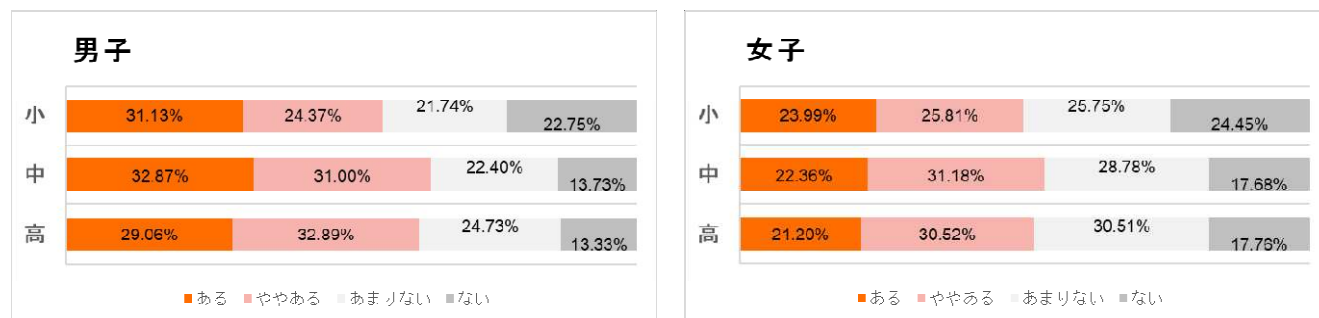 男子
小 31.13% 24.37% 21.74% 22.75%
中 32.87% 31.00% 22.40% 13.73%
高 29.06% 32.89% 24.73% 13.33%
ある ややある あまりない ない
女子
小 23.99% 25.81% 25.75% 24.45%
中 22.36% 31.18% 28.78% 17.68%
高 21.20% 30.52% 30.51% 17.76%
ある ややある あまりない ない